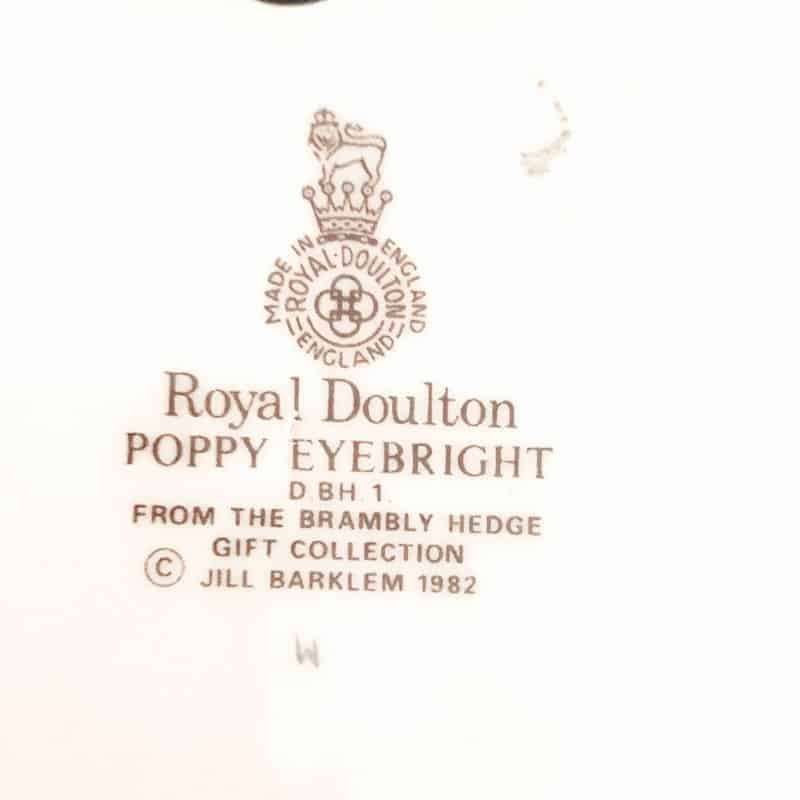 MADE IN ENGLAND
ROYAL·DOULTON
ENGLAND
Royal Doulton
POPPY EYEBRIGHT
D.BH.1.
FROM THE BRAMBLY HEDGE
GIFT COLLECTION
© JILL BARKLEM 1982
W